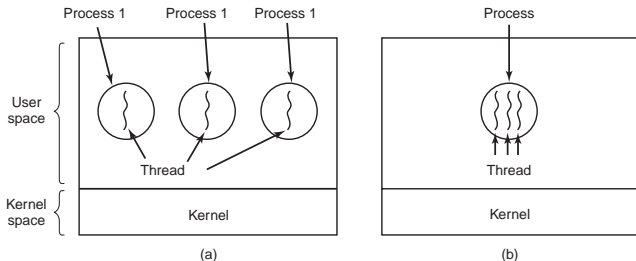 Process 1 Process 1 Process 1 Process
User
space
Thread
Thread
Kernel
space
Kernel
Kernel
(a)
(b)